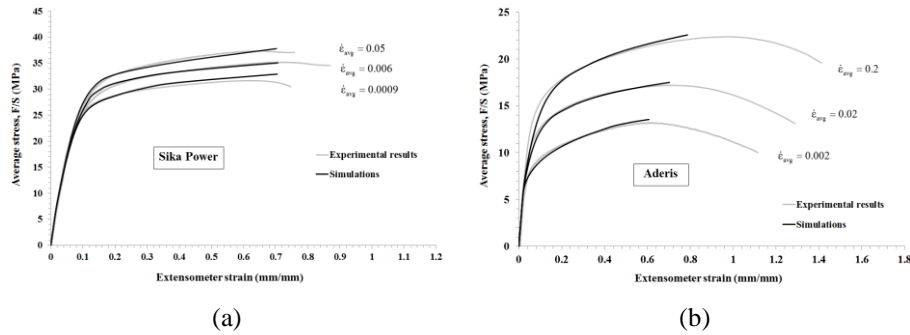 (a)
45
40
35
30
25
20
15
10
5
0
Average stress, F/S (MPa)
ε̇avg = 0.05
ε̇avg = 0.006
ε̇avg = 0.0009
Sika Power
Experimental results
Simulations
0 0.1 0.2 0.3 0.4 0.5 0.6 0.7 0.8 0.9 1 1.1 1.2
Extensometer strain (mm/mm)
(a)
(b)
25
20
15
10
5
0
Average stress, F/S (MPa)
ε̇avg = 0.2
ε̇avg = 0.02
ε̇avg = 0.002
Aderis
Experimental results
Simulations
0 0.2 0.4 0.6 0.8 1 1.2 1.4 1.6 1.8
Extensometer strain (mm/mm)
(b)